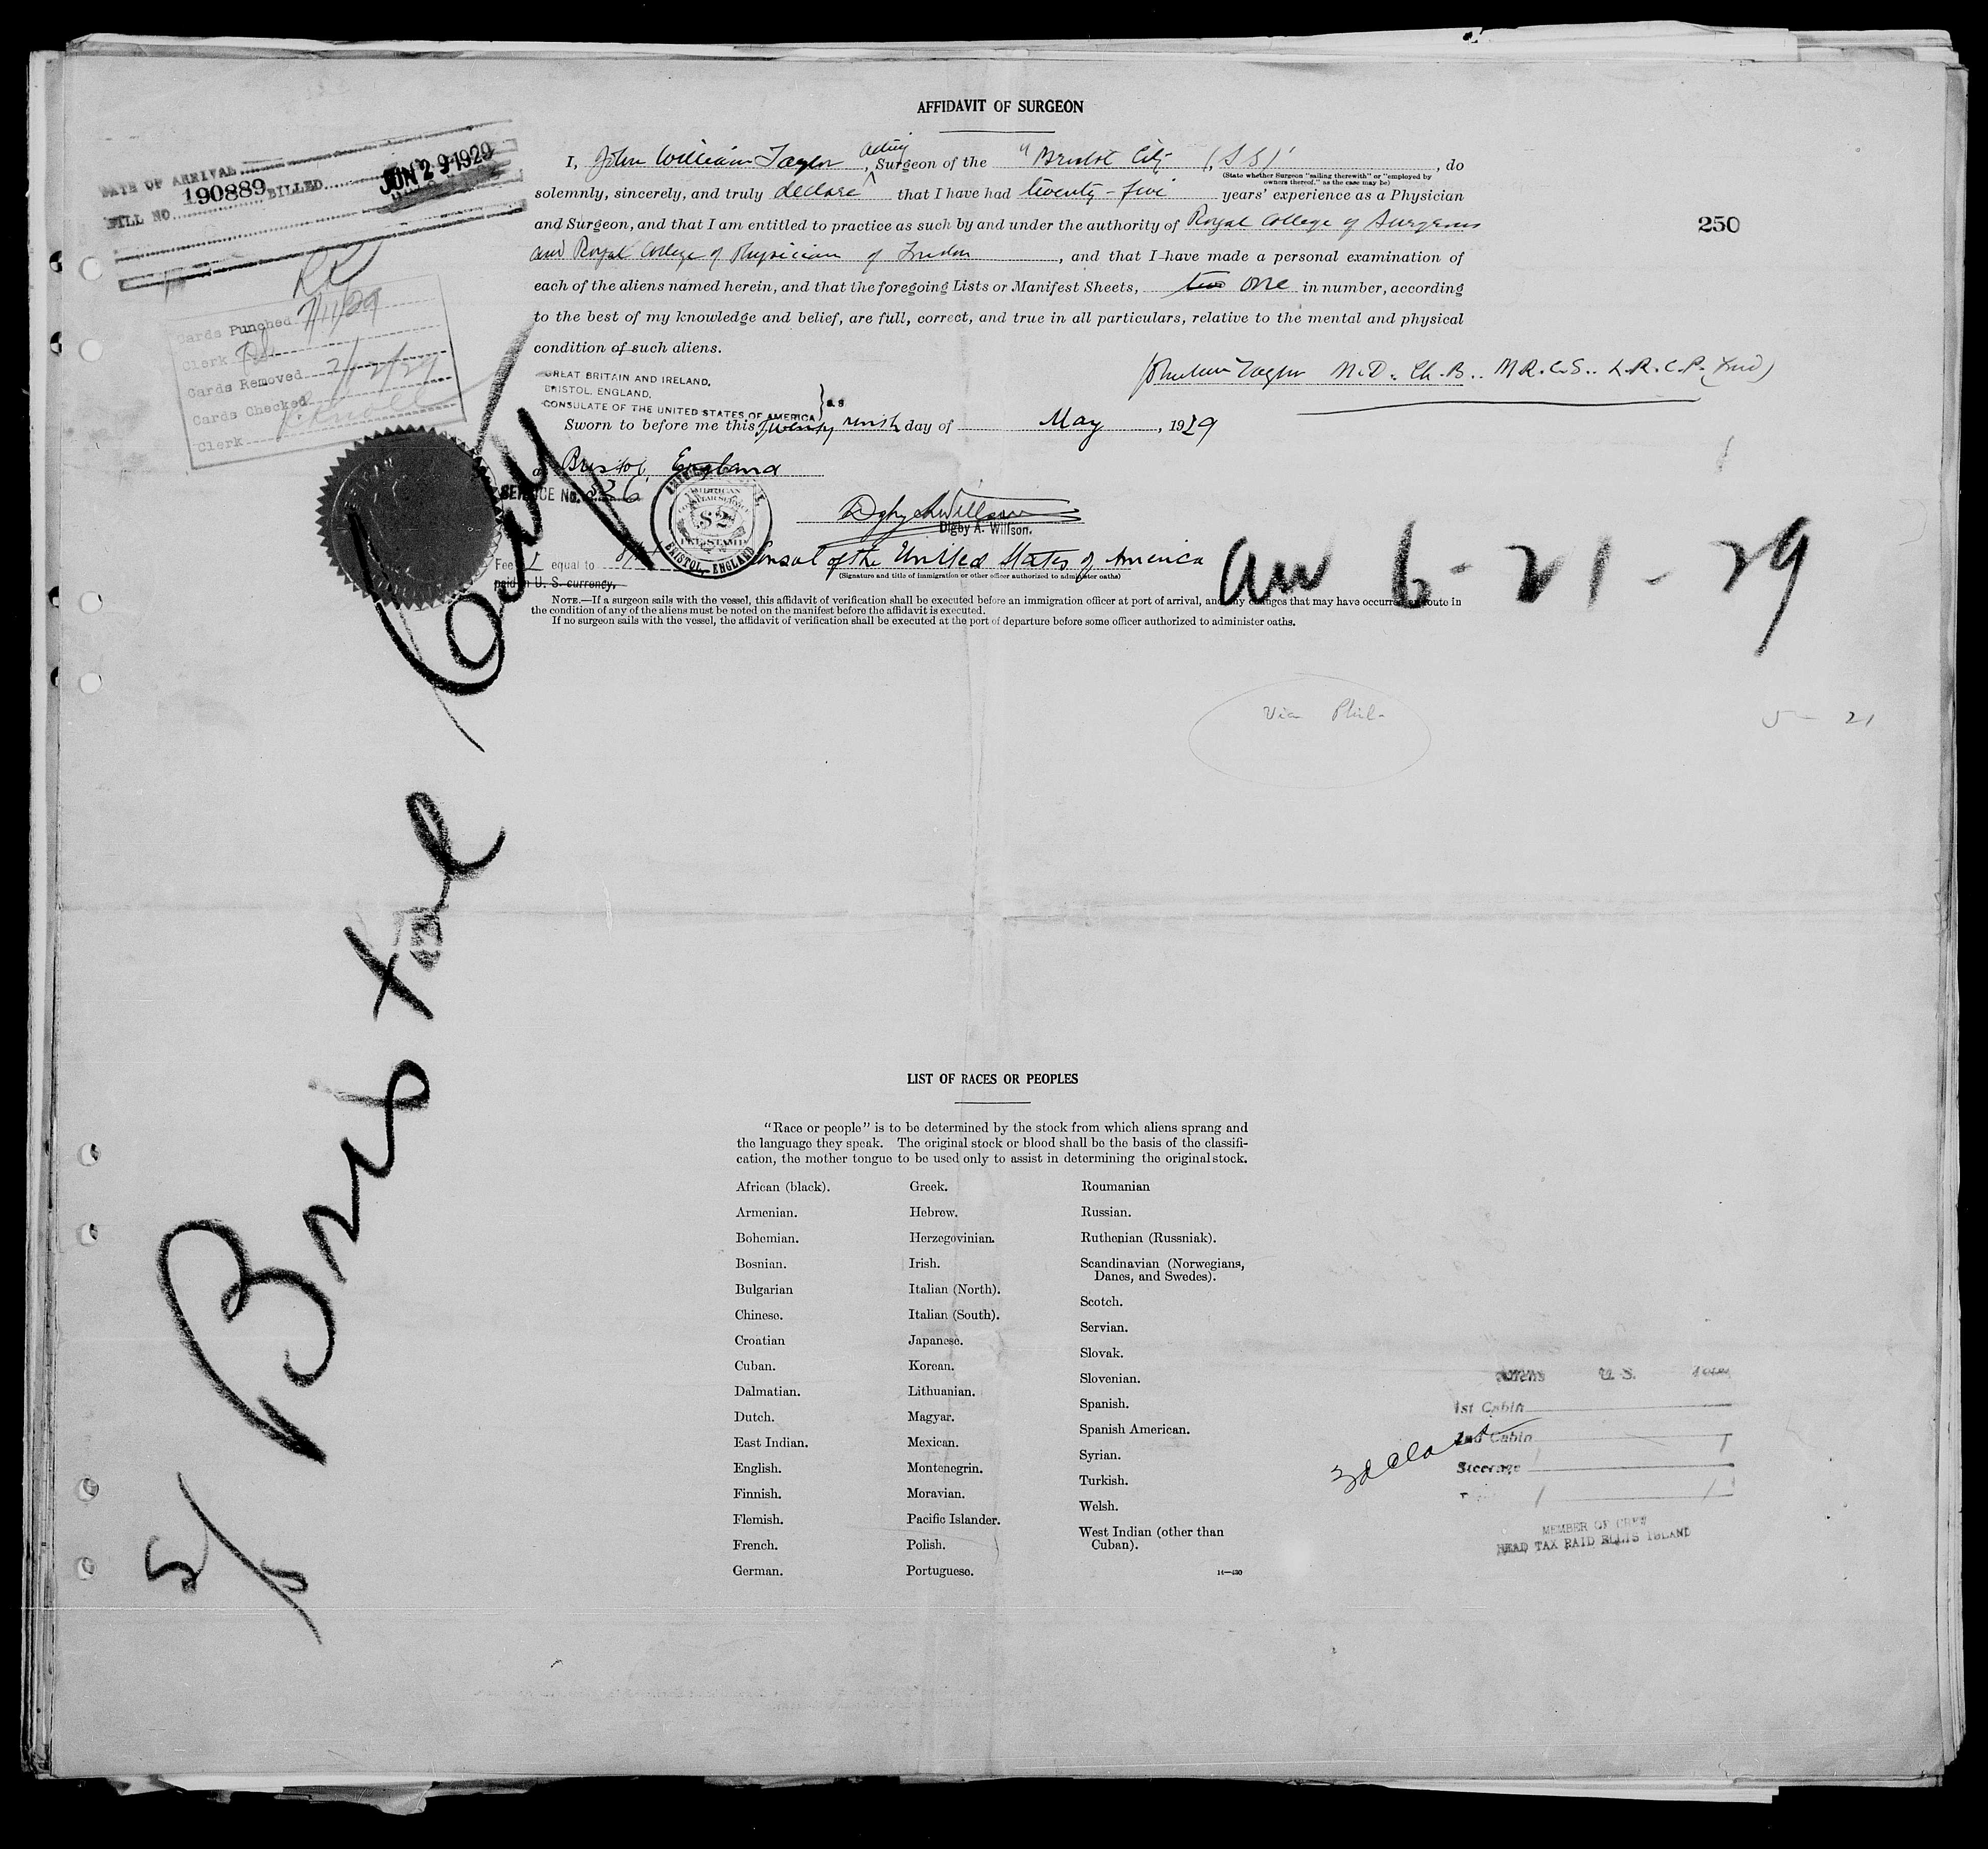 AFFIDAVIT OF SURGEON
DATE OF ARRIVAL
BILL NO. 190889 BILLED JUN 29 1929
I, John William Taylor, acting Surgeon of the "Bristol City (S S)", do
(State whether Surgeon "sailing therewith" or "employed by
owners thereof," as the case may be)
solemnly, sincerely, and truly declare that I have had twenty-five years' experience as a Physician
and Surgeon, and that I am entitled to practice as such by and under the authority of Royal College of Surgeons
250
and Royal College of Physicians of London, and that I have made a personal examination of
each of the aliens named herein, and that the foregoing Lists or Manifest Sheets, two one in number, according
to the best of my knowledge and belief, are full, correct, and true in all particulars, relative to the mental and physical
condition of such aliens.
Cards Punched 7/11/29
Clerk
Cards Removed
Cards Checked
Clerk
Taylor M.D. Ch.B. M.R.C.S. L.R.C.P.
GREAT BRITAIN AND IRELAND,
BRISTOL, ENGLAND,
CONSULATE OF THE UNITED STATES OF AMERICA } s.s.
Sworn to before me this Twenty ninth day of May, 1929
at Bristol, England
SERVICE No. 326
AMERICAN
$2
FEE STAMP
BRISTOL, ENGLAND
Digby A. Willson.
Fee equal to
Consul of the United States of America
(Signature and title of immigration or other officer authorized to administer oaths)
paid in U. S. currency.
arr 6-21-29
NOTE.—If a surgeon sails with the vessel, this affidavit of verification shall be executed before an immigration officer at port of arrival, and any changes that may have occurred en route in
the condition of any of the aliens must be noted on the manifest before the affidavit is executed.
If no surgeon sails with the vessel, the affidavit of verification shall be executed at the port of departure before some officer authorized to administer oaths.
Via Phil-
5 - 21
S/S Bristol City
LIST OF RACES OR PEOPLES
"Race or people" is to be determined by the stock from which aliens sprang and
the language they speak. The original stock or blood shall be the basis of the classifi-
cation, the mother tongue to be used only to assist in determining the original stock.
African (black).
Armenian.
Bohemian.
Bosnian.
Bulgarian
Chinese.
Croatian
Cuban.
Dalmatian.
Dutch.
East Indian.
English.
Finnish.
Flemish.
French.
German.
Greek.
Hebrew.
Herzegovinian.
Irish.
Italian (North).
Italian (South).
Japanese.
Korean.
Lithuanian.
Magyar.
Mexican.
Montenegrin.
Moravian.
Pacific Islander.
Polish.
Portuguese.
Roumanian
Russian.
Ruthenian (Russniak).
Scandinavian (Norwegians,
Danes, and Swedes).
Scotch.
Servian.
Slovak.
Slovenian.
Spanish.
Spanish American.
Syrian.
Turkish.
Welsh.
West Indian (other than
Cuban).
14—430
U.S.
1st Cabin
2nd Cabin
3d Class
Steerage
MEMBER OF CREW
HEAD TAX PAID ELLIS ISLAND